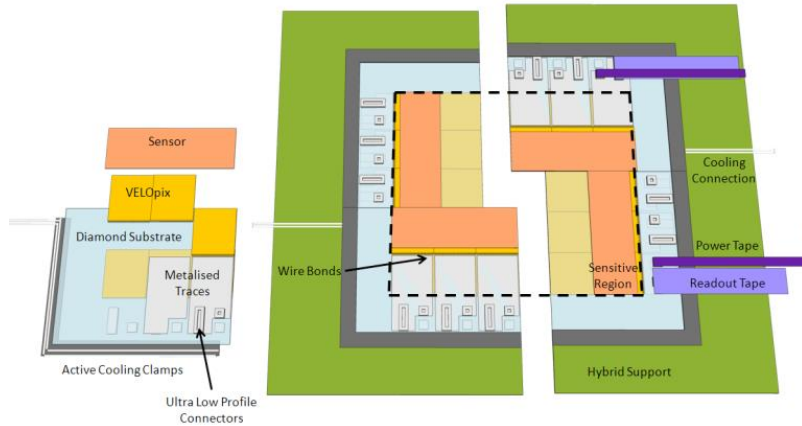 Sensor
VELOpix
Diamond Substrate
Metalised
Traces
Active Cooling Clamps
Ultra Low Profile
Connectors
Wire Bonds
Sensitive
Region
Cooling
Connection
Power Tape
Readout Tape
Hybrid Support